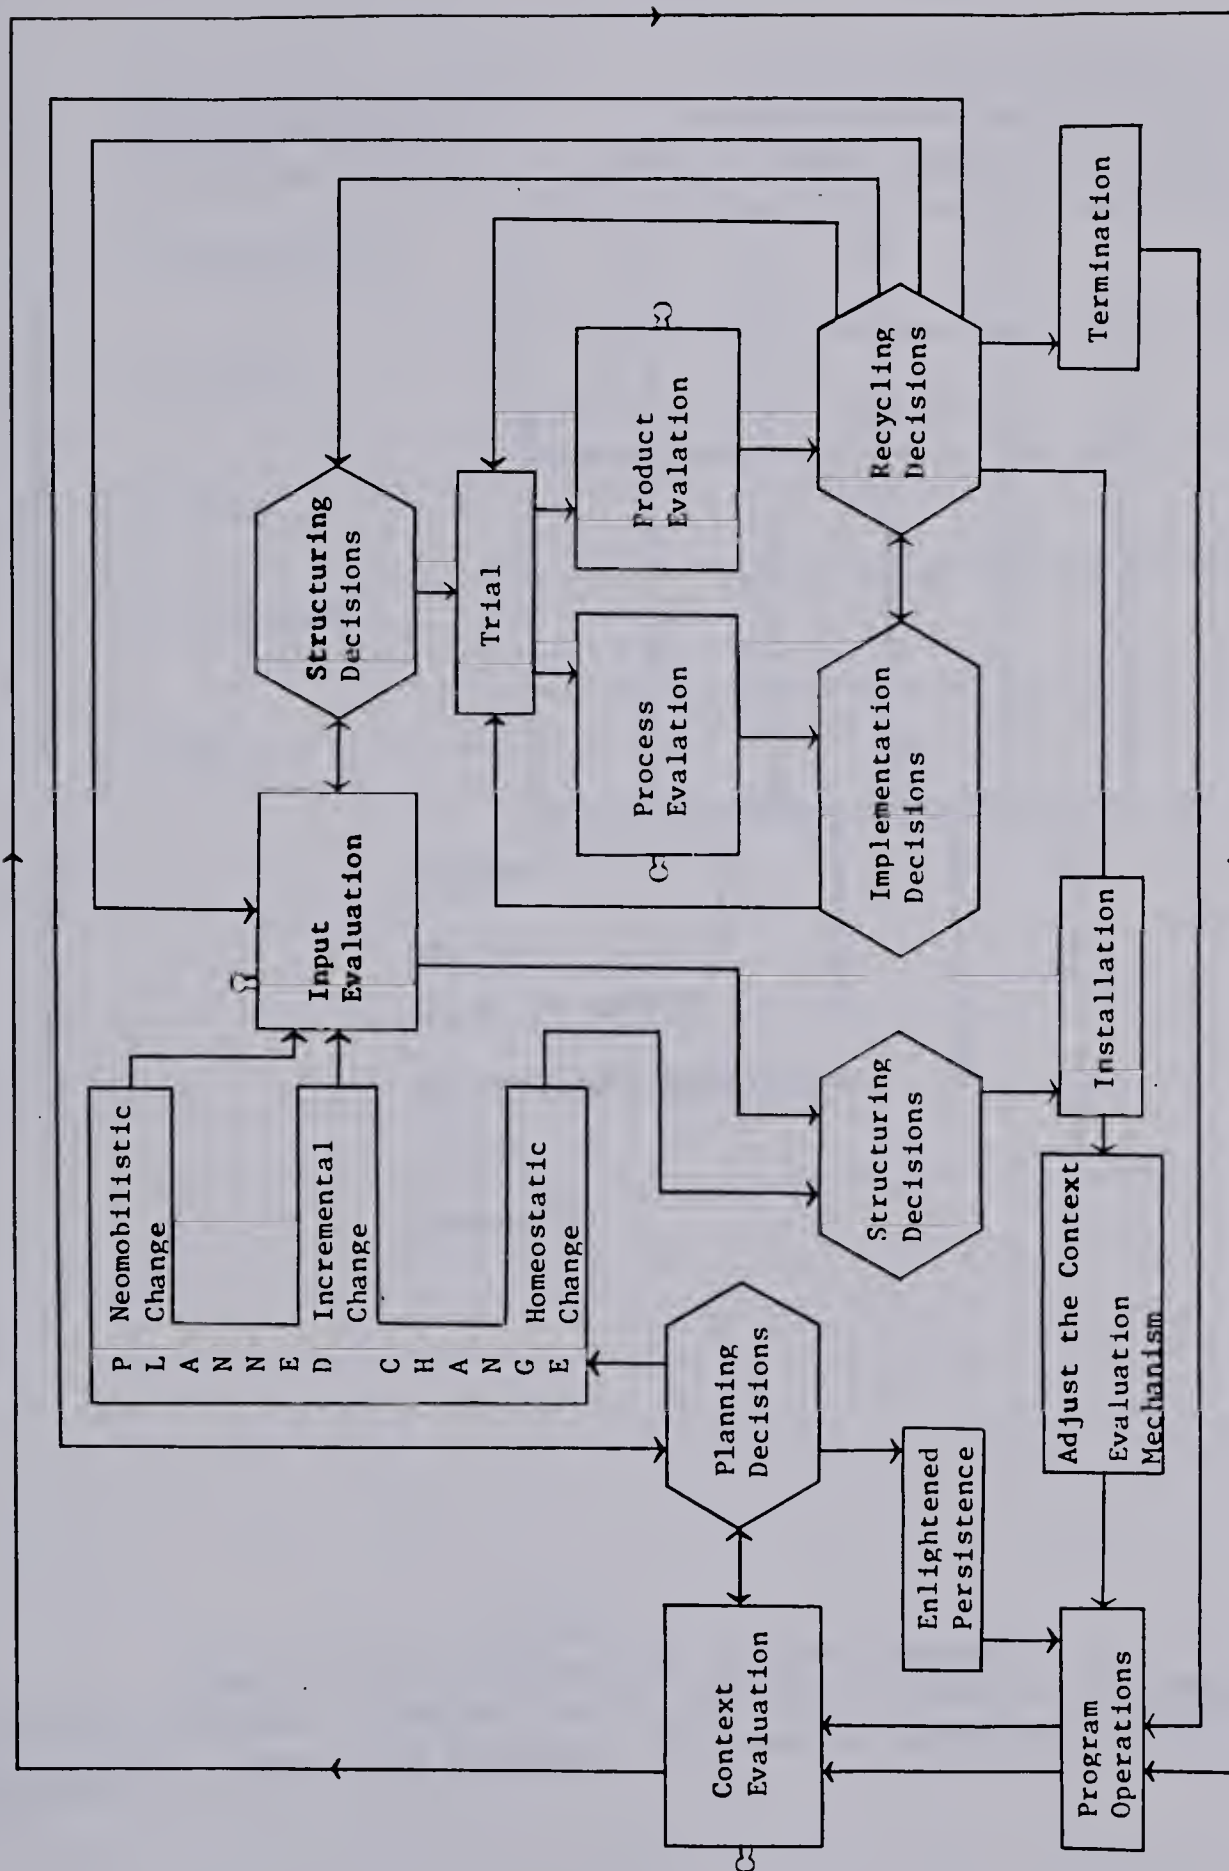 P
L
A
N
N
E
D
C
H
A
N
G
E
Neomobilistic
Change
Incremental
Change
Homeostatic
Change
Input
Evaluation
Structuring
Decisions
Trial
Process
Evalation
Product
Evalation
Context
Evaluation
Planning
Decisions
Structuring
Decisions
Implementation
Decisions
Recycling
Decisions
Enlightened
Persistence
Program
Operations
Adjust the Context
Evaluation
Mechanism
Installation
Termination